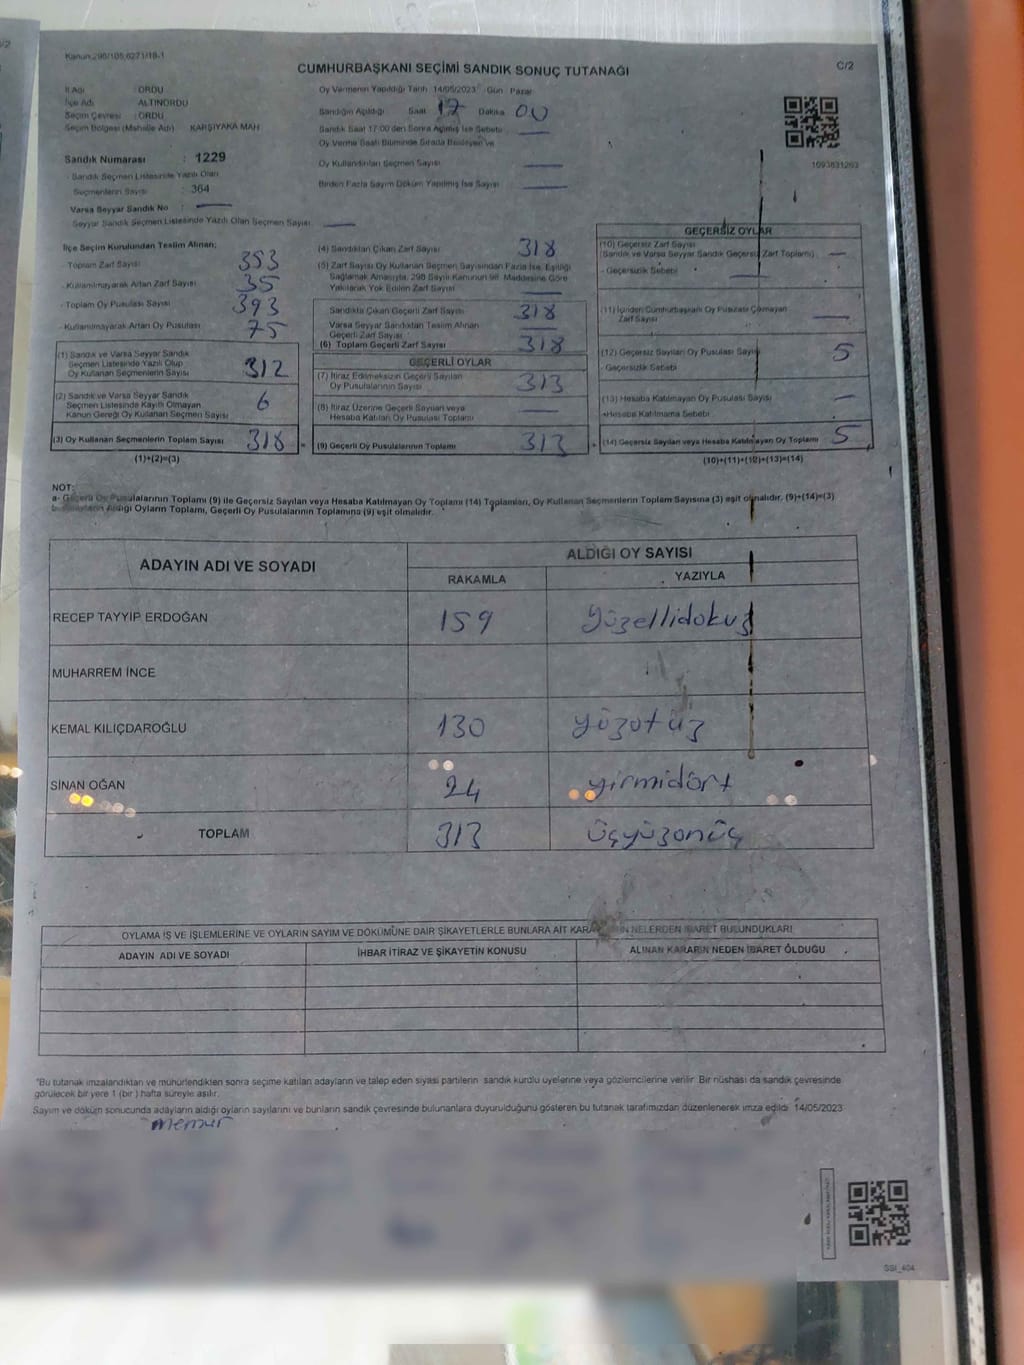 Kanun:298/105,6271/18-1
CUMHURBAŞKANI SEÇİMİ SANDIK SONUÇ TUTANAĞI
C/2
İl Adı : ORDU
İlçe Adı : ALTINORDU
Seçim Çevresi : ORDU
Seçim Bölgesi (Mahalle Adı) KARŞIYAKA MAH
Sandık Numarası : 1229
- Sandık Seçmen Listesinde Yazılı Olan
Seçmenlerin Sayısı : 364
Varsa Seyyar Sandık No :
Seyyar Sandık Seçmen Listesinde Yazılı Olan Seçmen Sayısı :
Oy Vermenin Yapıldığı Tarih 14/05/2023 Gün Pazar
Sandığın Açıldığı Saat 17 Dakika 00
Sandık Saat 17:00'den Sonra Açılmış İse Sebebi
Oy Verme Saati Bitiminde Sırada Bekleyen Ve
Oy Kullandırılan Seçmen Sayısı
Birden Fazla Sayım Döküm Yapılmış İse Sayısı
1093631263
İlçe Seçim Kurulundan Teslim Alınan;
- Toplam Zarf Sayısı 353
- Kullanılmayarak Artan Zarf Sayısı 35
- Toplam Oy Pusulası Sayısı 393
- Kullanılmayarak Artan Oy Pusulası 75
(1) Sandık ve Varsa Seyyar Sandık
Seçmen Listesinde Yazılı Olup
Oy Kullanan Seçmenlerin Sayısı 312
(2) Sandık ve Varsa Seyyar Sandık
Seçmen Listesinde Kayıtlı Olmayan
Kanun Gereği Oy Kullanan Seçmen Sayısı 6
(3) Oy Kullanan Seçmenlerin Toplam Sayısı 318
(1)+(2)=(3)
(4) Sandıktan Çıkan Zarf Sayısı 318
(5) Zarf Sayısı Oy Kullanan Seçmen Sayısından Fazla İse, Eşitliği
Sağlamak Amacıyla, 298 Sayılı Kanunun 98. Maddesine Göre
Yakılarak Yok Edilen Zarf Sayısı
Sandıkta Çıkan Geçerli Zarf Sayısı 318
Varsa Seyyar Sandıktan Teslim Alınan
Geçerli Zarf Sayısı
(6) Toplam Geçerli Zarf Sayısı 318
GEÇERLİ OYLAR
(7) İtiraz Edilmeksizin Geçerli Sayılan
Oy Pusulalarının Sayısı 313
(8) İtiraz Üzerine Geçerli Sayılan veya
Hesaba Katılan Oy Pusulası Toplamı
(9) Geçerli Oy Pusulalarının Toplamı 313
GEÇERSİZ OYLAR
(10) Geçersiz Zarf Sayısı
(Sandık ve Varsa Seyyar Sandık Geçersiz Zarf Toplamı)
- Geçersizlik Sebebi
(11) İçinden Cumhurbaşkanı Oy Pusulası Çıkmayan
Zarf Sayısı
(12) Geçersiz Sayılan Oy Pusulası Sayısı 5
- Geçersizlik Sebebi
(13) Hesaba Katılmayan Oy Pusulası Sayısı
- Hesaba Katılmama Sebebi
(14) Geçersiz Sayılan veya Hesaba Katılmayan Oy Toplamı 5
(10)+(11)+(12)+(13)=(14)
NOT:
a- Geçerli Oy Pusulalarının Toplamı (9) ile Geçersiz Sayılan veya Hesaba Katılmayan Oy Toplamı (14) Toplamları, Oy Kullanan Seçmenlerin Toplam Sayısına (3) eşit olmalıdır. (9)+(14)=(3)
b- Adayların Aldığı Oyların Toplamı, Geçerli Oy Pusulalarının Toplamına (9) eşit olmalıdır.
ADAYIN ADI VE SOYADI
ALDIĞI OY SAYISI
RAKAMLA YAZIYLA
RECEP TAYYİP ERDOĞAN 159 yüzellidokuz
MUHARREM İNCE
KEMAL KILIÇDAROĞLU 130 yüzotuz
SİNAN OĞAN 24 yirmidört
TOPLAM 313 üçyüzonüç
OYLAMA İŞ VE İŞLEMLERİNE VE OYLARIN SAYIM VE DÖKÜMÜNE DAİR ŞİKAYETLERLE BUNLARA AİT KARARLARIN NELERDEN İBARET BULUNDUKLARI
ADAYIN ADI VE SOYADI
İHBAR İTİRAZ VE ŞİKAYETİN KONUSU
ALINAN KARARIN NEDEN İBARET OLDUĞU
"Bu tutanak imzalandıktan ve mühürlendikten sonra seçime katılan adayların ve talep eden siyasi partilerin sandık kurulu üyelerine veya gözlemcilerine verilir. Bir nüshası da sandık çevresinde
görülecek bir yere 1 (bir) hafta süreyle asılır.
Sayım ve döküm sonucunda adayların aldığı oyların sayılarını ve bunların sandık çevresinde bulunanlara duyurulduğunu gösteren bu tutanak tarafımızdan düzenlenerek imza edildi. 14/05/2023
memur
SSI_404